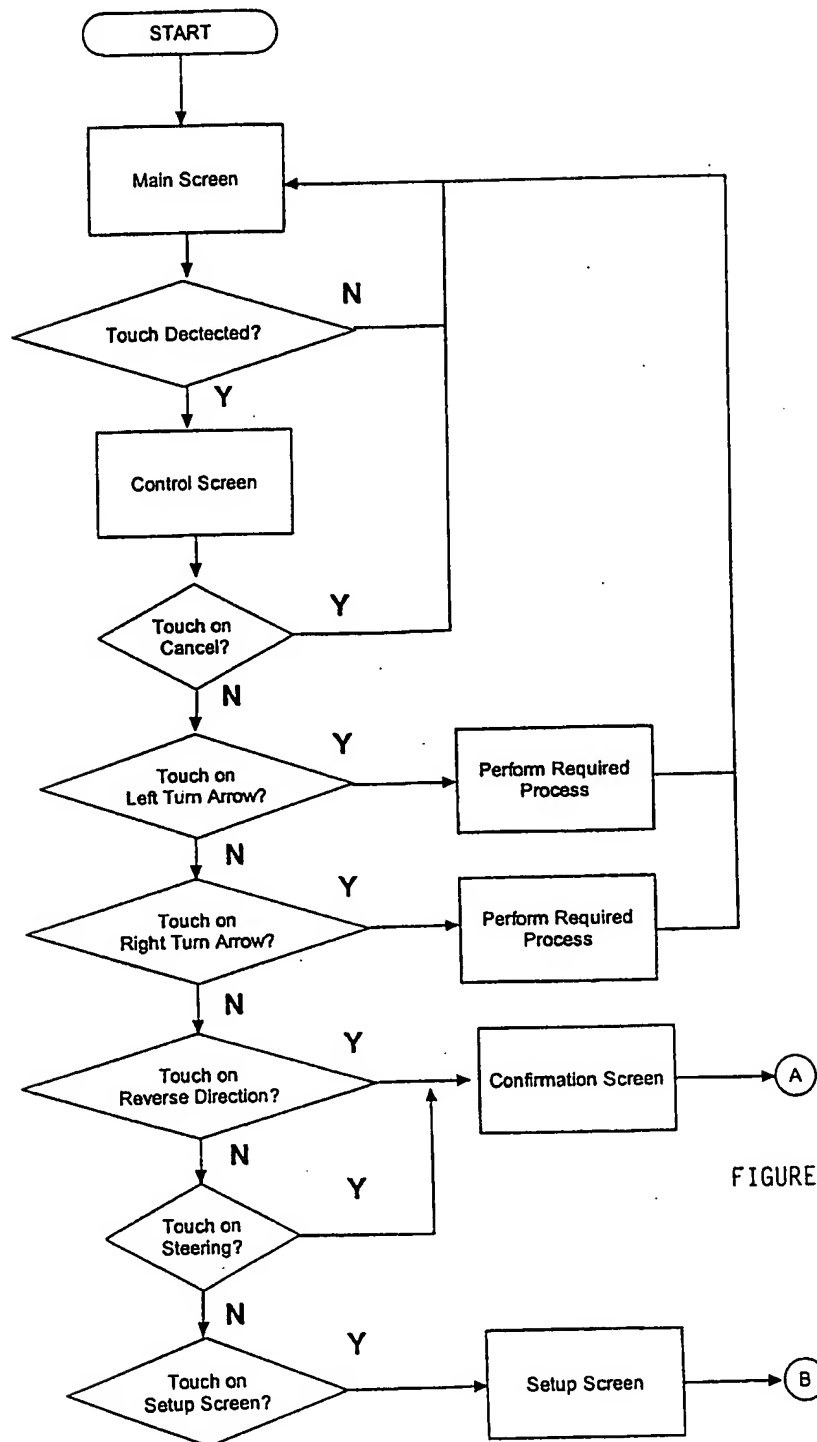 START
Main Screen
N
Touch Dectected?
Y
Control Screen
Y
Touch on
Cancel?
N
Y
Touch on
Left Turn Arrow?
Perform Required
Process
N
Y
Touch on
Right Turn Arrow?
Perform Required
Process
N
Y
Touch on
Reverse Direction?
Confirmation Screen
A
N
FIGURE
Y
Touch on
Steering?
N
Y
Touch on
Setup Screen?
Setup Screen
B